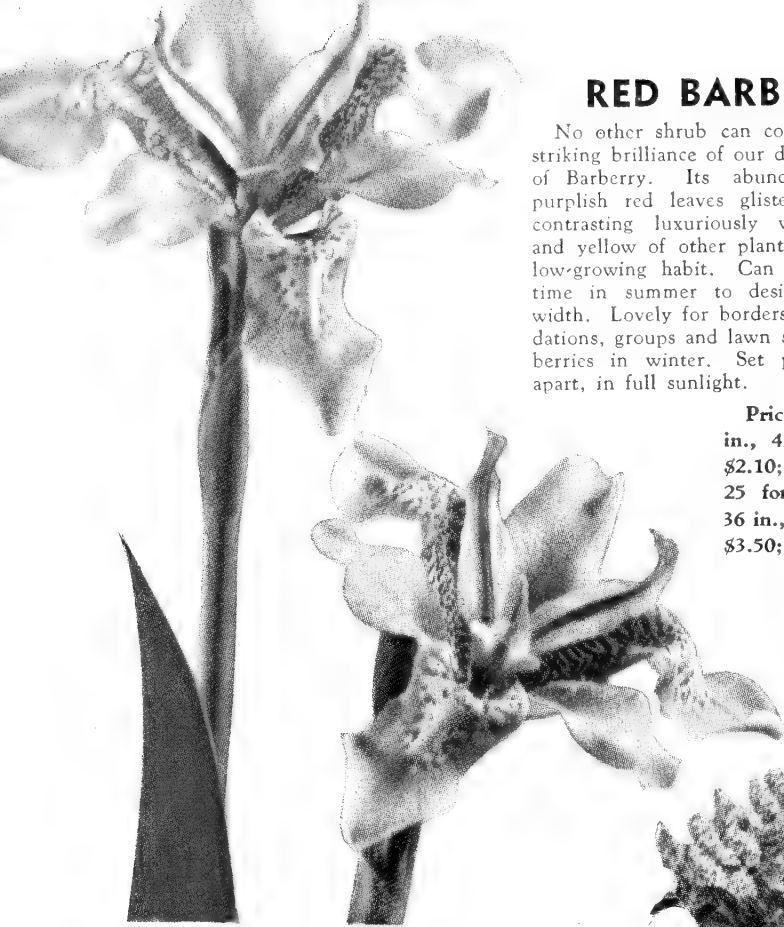 RED BARB
No other shrub can co
striking brilliance of our d
of Barberry. Its abunc
purplish red leaves gliste
contrasting luxuriously v
and yellow of other plant
low-growing habit. Can
time in summer to desi
width. Lovely for borders
dations, groups and lawn s
berries in winter. Set p
apart, in full sunlight.
Pric
in., 4
$2.10;
25 for
36 in.,
$3.50;